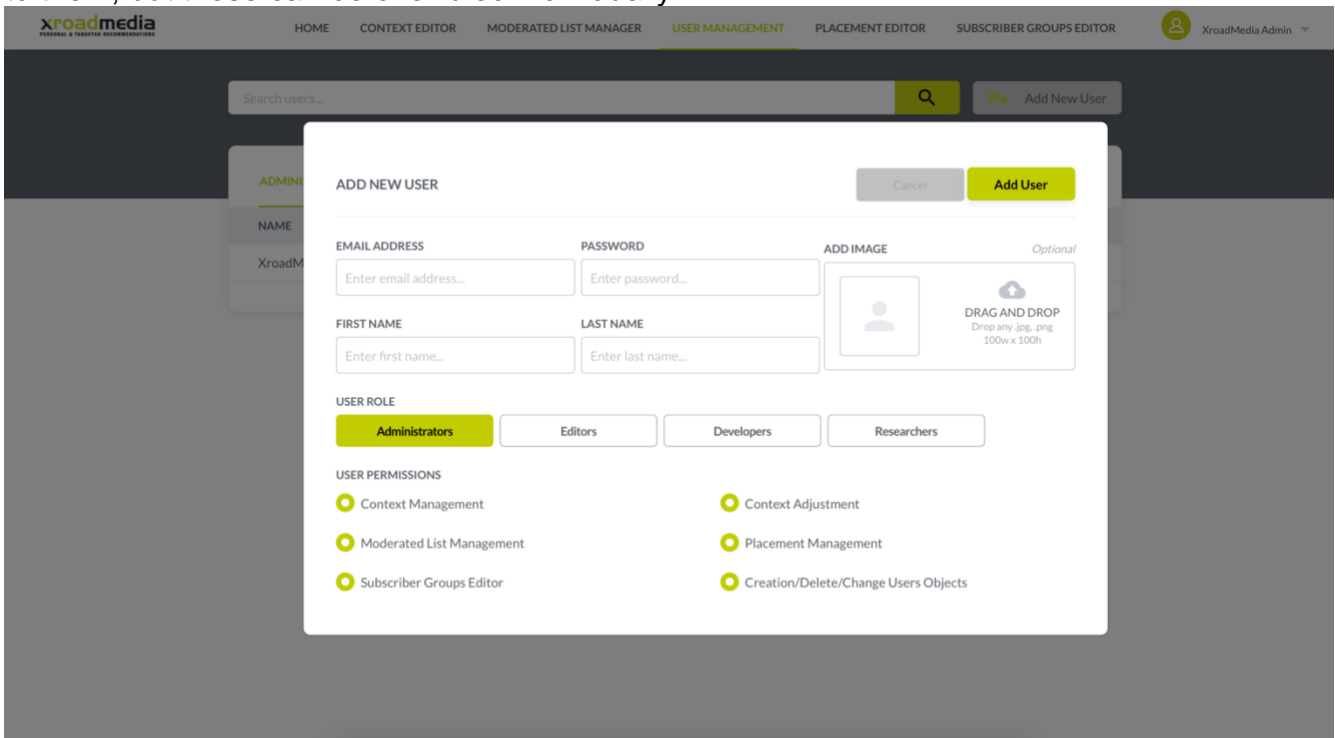 xroadmedia
PERSONAL & TARGETED RECOMMENDATIONS
HOME CONTEXT EDITOR MODERATED LIST MANAGER USER MANAGEMENT PLACEMENT EDITOR SUBSCRIBER GROUPS EDITOR XroadMedia Admin
Search users... Add New User
ADMINI
NAME
XroadM
ADD NEW USER Cancel Add User
EMAIL ADDRESS PASSWORD ADD IMAGE Optional
Enter email address... Enter password...
DRAG AND DROP
Drop any .jpg, .png
100w x 100h
FIRST NAME LAST NAME
Enter first name... Enter last name...
USER ROLE
Administrators Editors Developers Researchers
USER PERMISSIONS
Context Management Context Adjustment
Moderated List Management Placement Management
Subscriber Groups Editor Creation/Delete/Change Users Objects